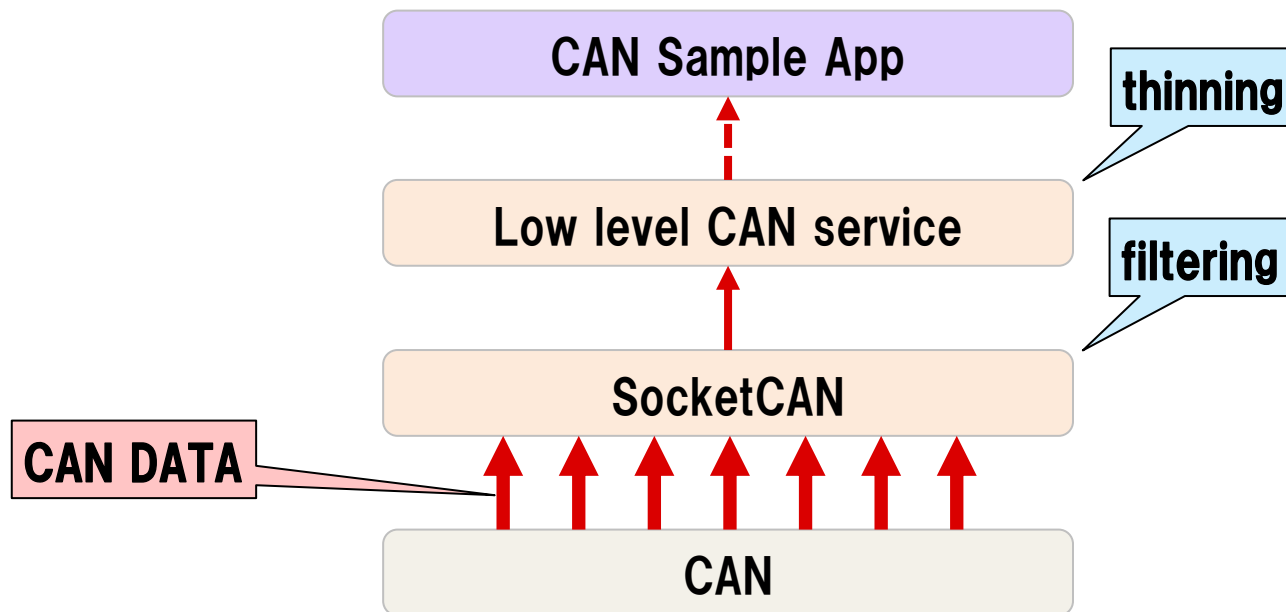 CAN Sample App
thinning
Low level CAN service
filtering
SocketCAN
CAN DATA
CAN